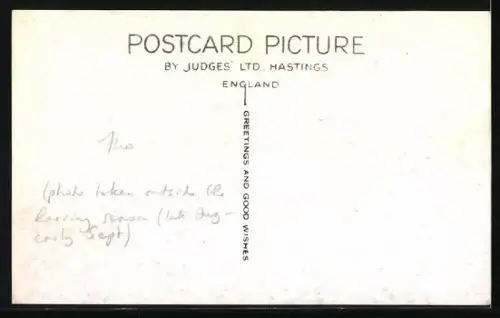 POSTCARD PICTURE
BY JUDGES' LTD., HASTINGS
ENGLAND
GREETINGS AND GOOD WISHES
(photo taken outside the
season (late Aug -
early Sept)